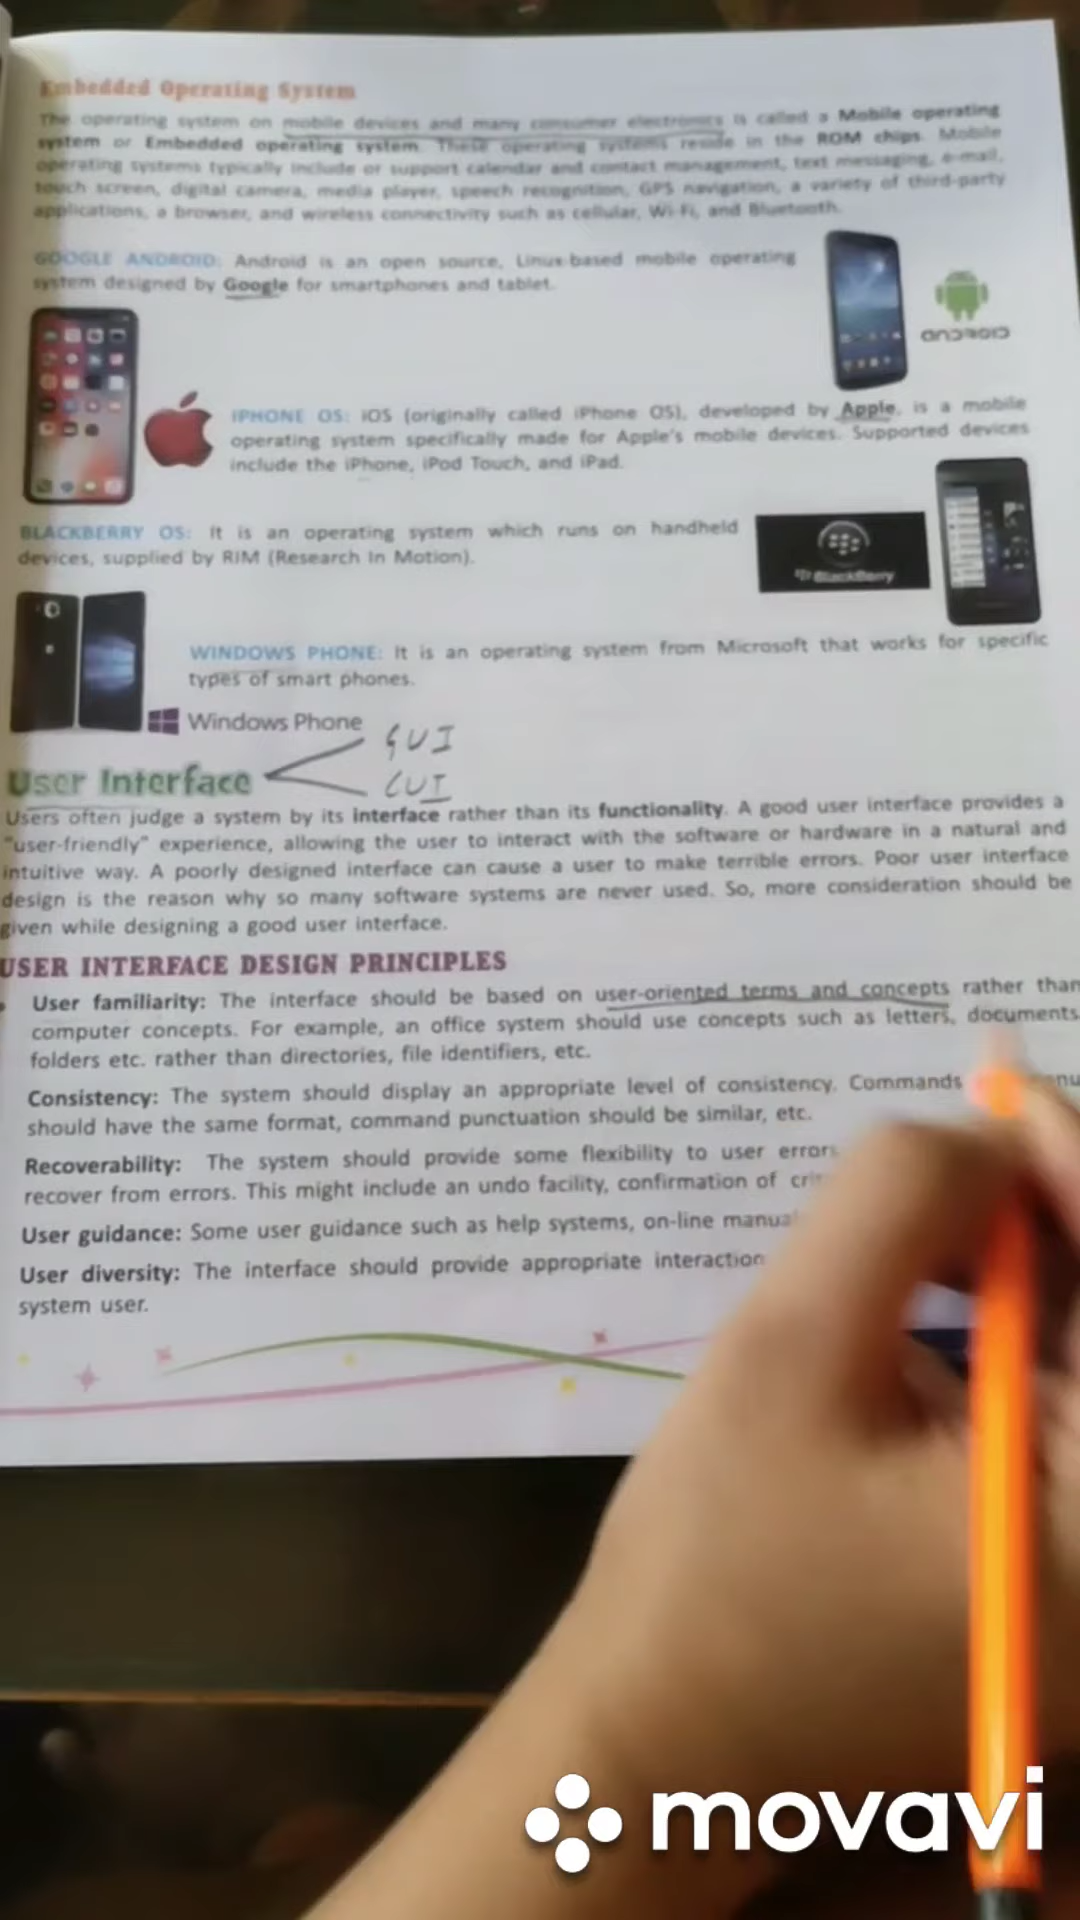 Embedded Operating System
The operating system on mobile devices and many consumer electronics is called a Mobile operating
system or Embedded operating system. These operating systems reside in the ROM chips. Mobile
operating systems typically include or support calendar and contact management, text messaging, e-mail,
touch screen, digital camera, media player, speech recognition, GPS navigation, a variety of third-party
applications, a browser, and wireless connectivity such as cellular, Wi-Fi, and Bluetooth.
GOOGLE ANDROID: Android is an open source, Linux-based mobile operating
system designed by Google for smartphones and tablet.
ANDROID
IPHONE OS: iOS (originally called iPhone OS), developed by Apple, is a mobile
operating system specifically made for Apple's mobile devices. Supported devices
include the iPhone, iPod Touch, and iPad.
BLACKBERRY OS: It is an operating system which runs on handheld
devices, supplied by RIM (Research In Motion).
BlackBerry
WINDOWS PHONE: It is an operating system from Microsoft that works for specific
types of smart phones.
Windows Phone
GUI
CUI
User Interface
Users often judge a system by its interface rather than its functionality. A good user interface provides a
"user-friendly" experience, allowing the user to interact with the software or hardware in a natural and
intuitive way. A poorly designed interface can cause a user to make terrible errors. Poor user interface
design is the reason why so many software systems are never used. So, more consideration should be
given while designing a good user interface.
USER INTERFACE DESIGN PRINCIPLES
User familiarity: The interface should be based on user-oriented terms and concepts rather than
computer concepts. For example, an office system should use concepts such as letters, documents
folders etc. rather than directories, file identifiers, etc.
Consistency: The system should display an appropriate level of consistency. Commands
should have the same format, command punctuation should be similar, etc.
Recoverability: The system should provide some flexibility to user errors
recover from errors. This might include an undo facility, confirmation of
User guidance: Some user guidance such as help systems, on-line
User diversity: The interface should provide appropriate interaction
system user.
movavi